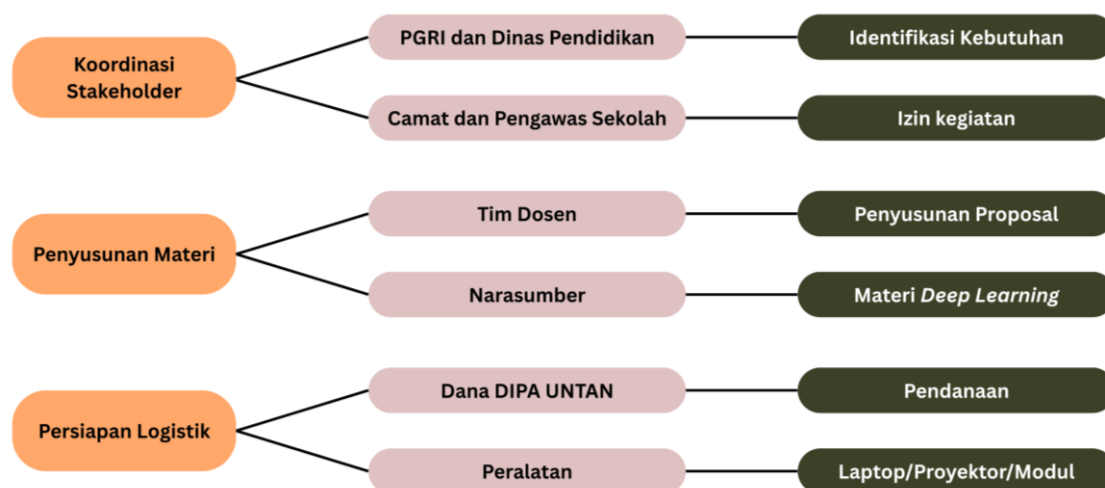 Koordinasi
Stakeholder
PGRI dan Dinas Pendidikan
Identifikasi Kebutuhan
Camat dan Pengawas Sekolah
Izin kegiatan
Penyusunan Materi
Tim Dosen
Penyusunan Proposal
Narasumber
Materi Deep Learning
Persiapan Logistik
Dana DIPA UNTAN
Pendanaan
Peralatan
Laptop/Proyektor/Modul